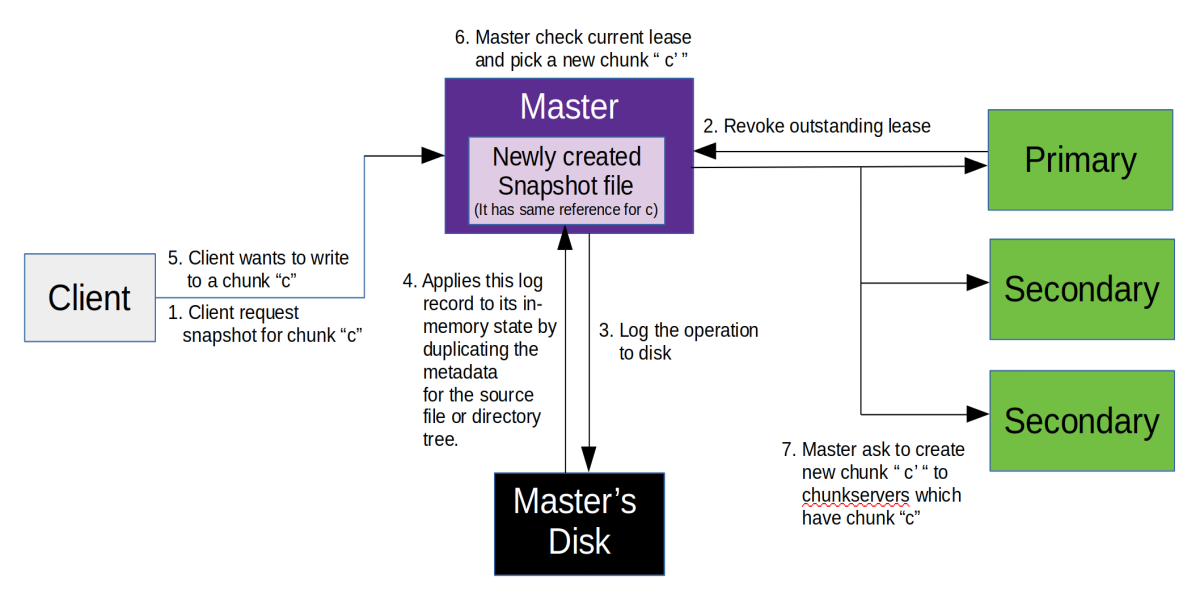 6. Master check current lease
and pick a new chunk “ c’ ”
Master
Newly created
Snapshot file
(It has same reference for c)
2. Revoke outstanding lease
Primary
Secondary
Secondary
Client
5. Client wants to write
to a chunk “c”
1. Client request
snapshot for chunk “c”
4. Applies this log
record to its in-
memory state by
duplicating the
metadata
for the source
file or directory
tree.
3. Log the operation
to disk
7. Master ask to create
new chunk “ c’ “ to
chunkservers which
have chunk “c”
Master’s
Disk